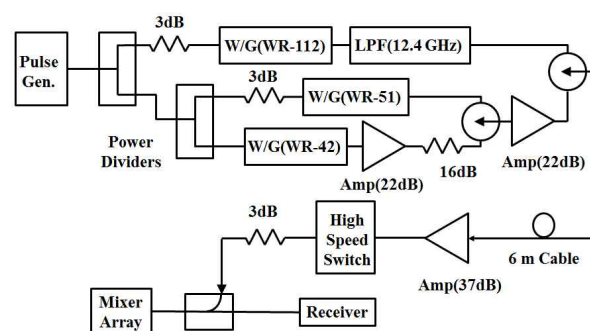 3dB
W/G(WR-112)
LPF(12.4 GHz)
Pulse
Gen.
3dB
W/G(WR-51)
Power
Dividers
W/G(WR-42)
Amp(22dB)
16dB
Amp(22dB)
3dB
High
Speed
Switch
Amp(37dB)
6 m Cable
Mixer
Array
Receiver